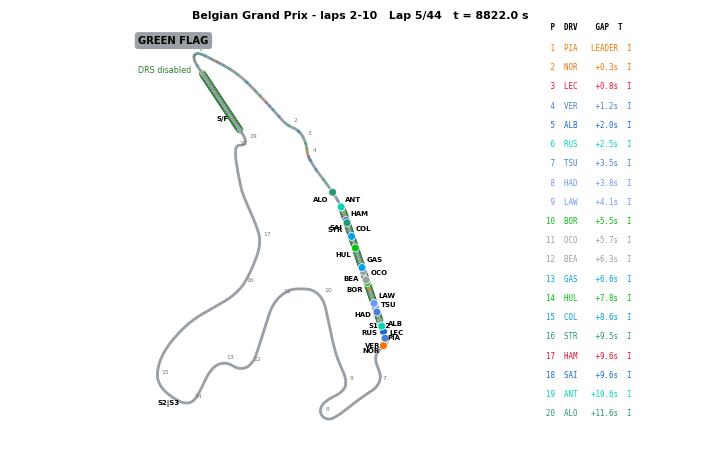 Belgian Grand Prix - laps 2-10 Lap 5/44 t = 8822.0 s
GREEN FLAG
DRS disabled
S/F
19
2
3
4
ALO
ANT
HAM
STR
COL
HUL
GAS
OCO
BEA
BOR
LAW
TSU
HAD
ALB
RUS
LEC
PIA
VER
NOR
17
16
10
15
13
12
14
9
7
8
S2|S3
P DRV GAP T
1 PIA LEADER I
2 NOR +0.3s I
3 LEC +0.8s I
4 VER +1.2s I
5 ALB +2.0s I
6 RUS +2.5s I
7 TSU +3.5s I
8 HAD +3.8s I
9 LAW +4.1s I
10 BOR +5.5s I
11 OCO +5.7s I
12 BEA +6.3s I
13 GAS +6.6s I
14 HUL +7.8s I
15 COL +8.6s I
16 STR +9.5s I
17 HAM +9.6s I
18 SAI +9.6s I
19 ANT +10.6s I
20 ALO +11.6s I